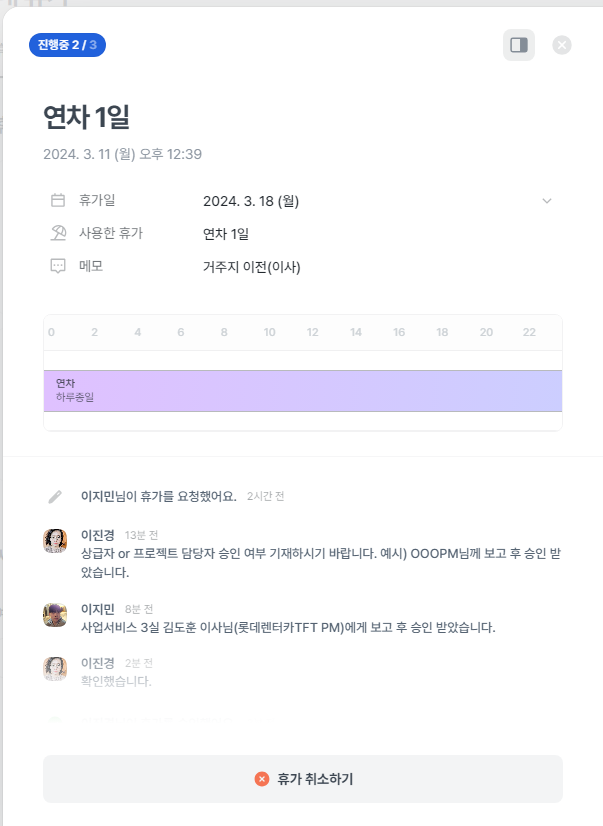 진행중 2 / 3
연차 1일
2024. 3. 11 (월) 오후 12:39
휴가일 2024. 3. 18 (월)
사용한 휴가 연차 1일
메모 거주지 이전(이사)
0 2 4 6 8 10 12 14 16 18 20 22
연차
하루종일
이지민님이 휴가를 요청했어요. 2시간 전
이진경 13분 전
상급자 or 프로젝트 담당자 승인 여부 기재하시기 바랍니다. 예시) OOOPM님께 보고 후 승인 받
았습니다.
이지민 8분 전
사업서비스 3실 김도훈 이사님(롯데렌터카TFT PM)에게 보고 후 승인 받았습니다.
이진경 2분 전
확인했습니다.
휴가 취소하기